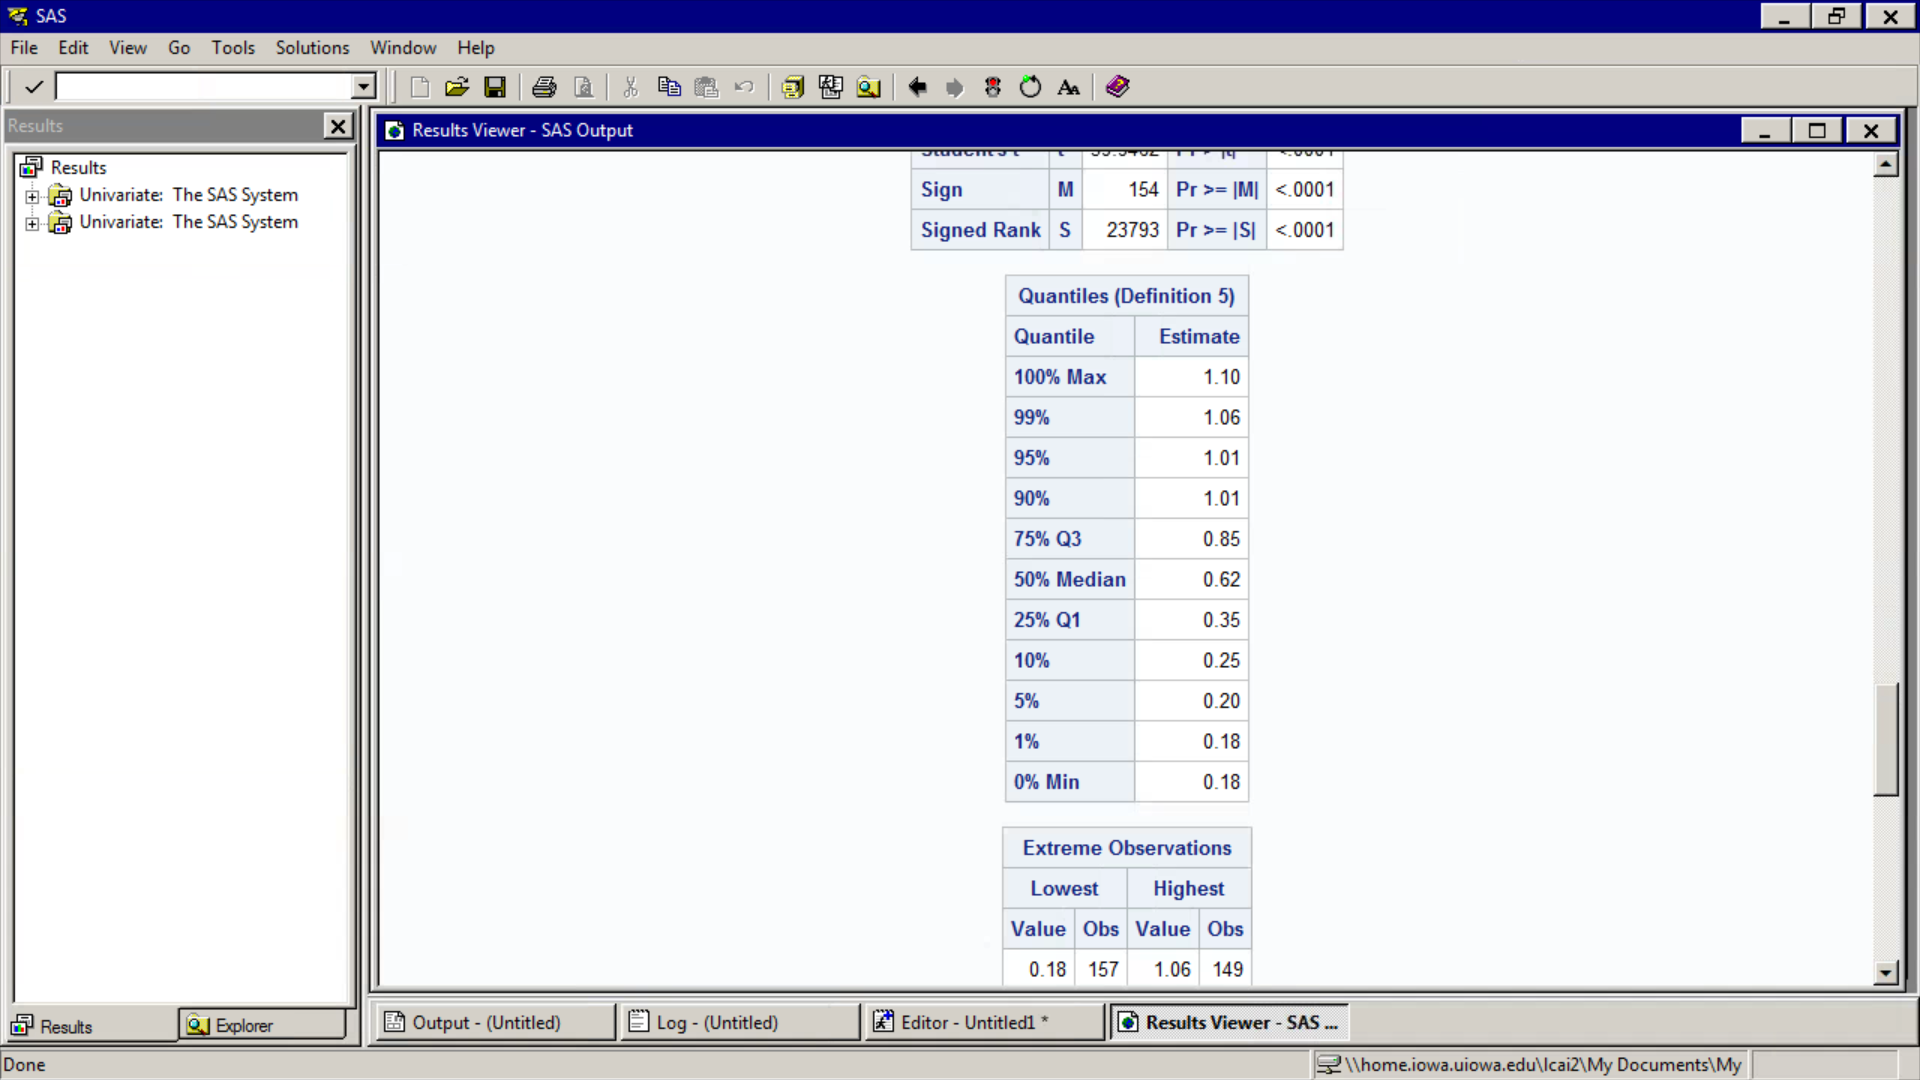 SAS
File Edit View Go Tools Solutions Window Help
Results
Results Viewer - SAS Output
Results
Univariate: The SAS System
Univariate: The SAS System
Sign M 154 Pr >= |M| <.0001
Signed Rank S 23793 Pr >= |S| <.0001
Quantiles (Definition 5)
Quantile Estimate
100% Max 1.10
99% 1.06
95% 1.01
90% 1.01
75% Q3 0.85
50% Median 0.62
25% Q1 0.35
10% 0.25
5% 0.20
1% 0.18
0% Min 0.18
Extreme Observations
Lowest Highest
Value Obs Value Obs
0.18 157 1.06 149
Results Explorer
Output - (Untitled) Log - (Untitled) Editor - Untitled1 * Results Viewer - SAS ...
Done
\\home.iowa.uiowa.edu\lcai2\My Documents\My